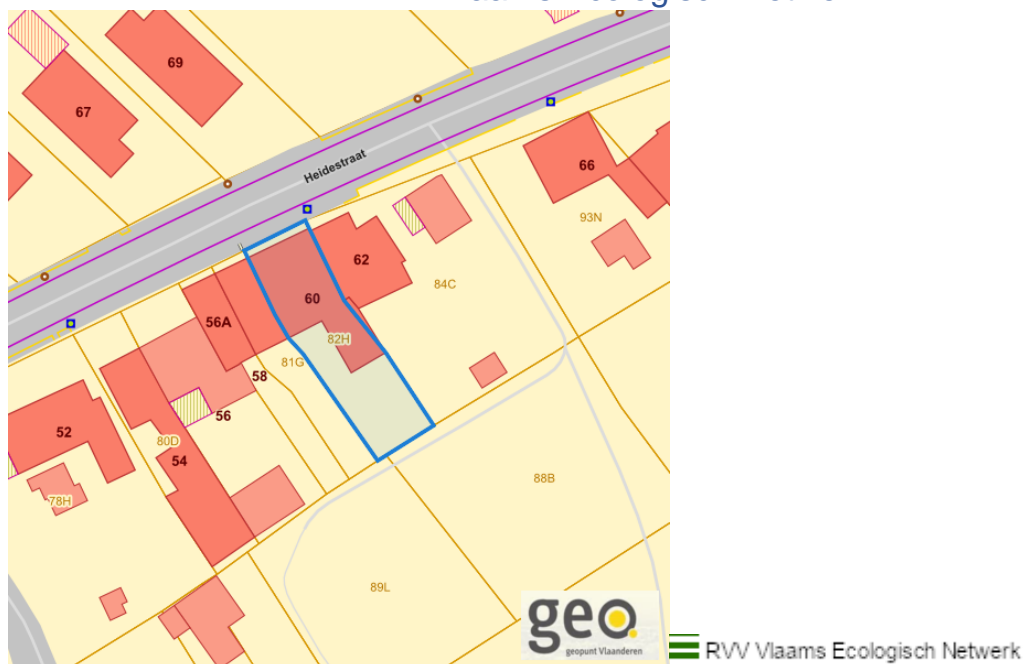 69
67
Heidestraat
66
93N
62
84C
60
56A
82H
81G
58
56
52
80D
54
78H
88B
89L
geo.
geopunt Vlaanderen
RVV Vlaams Ecologisch Netwerk